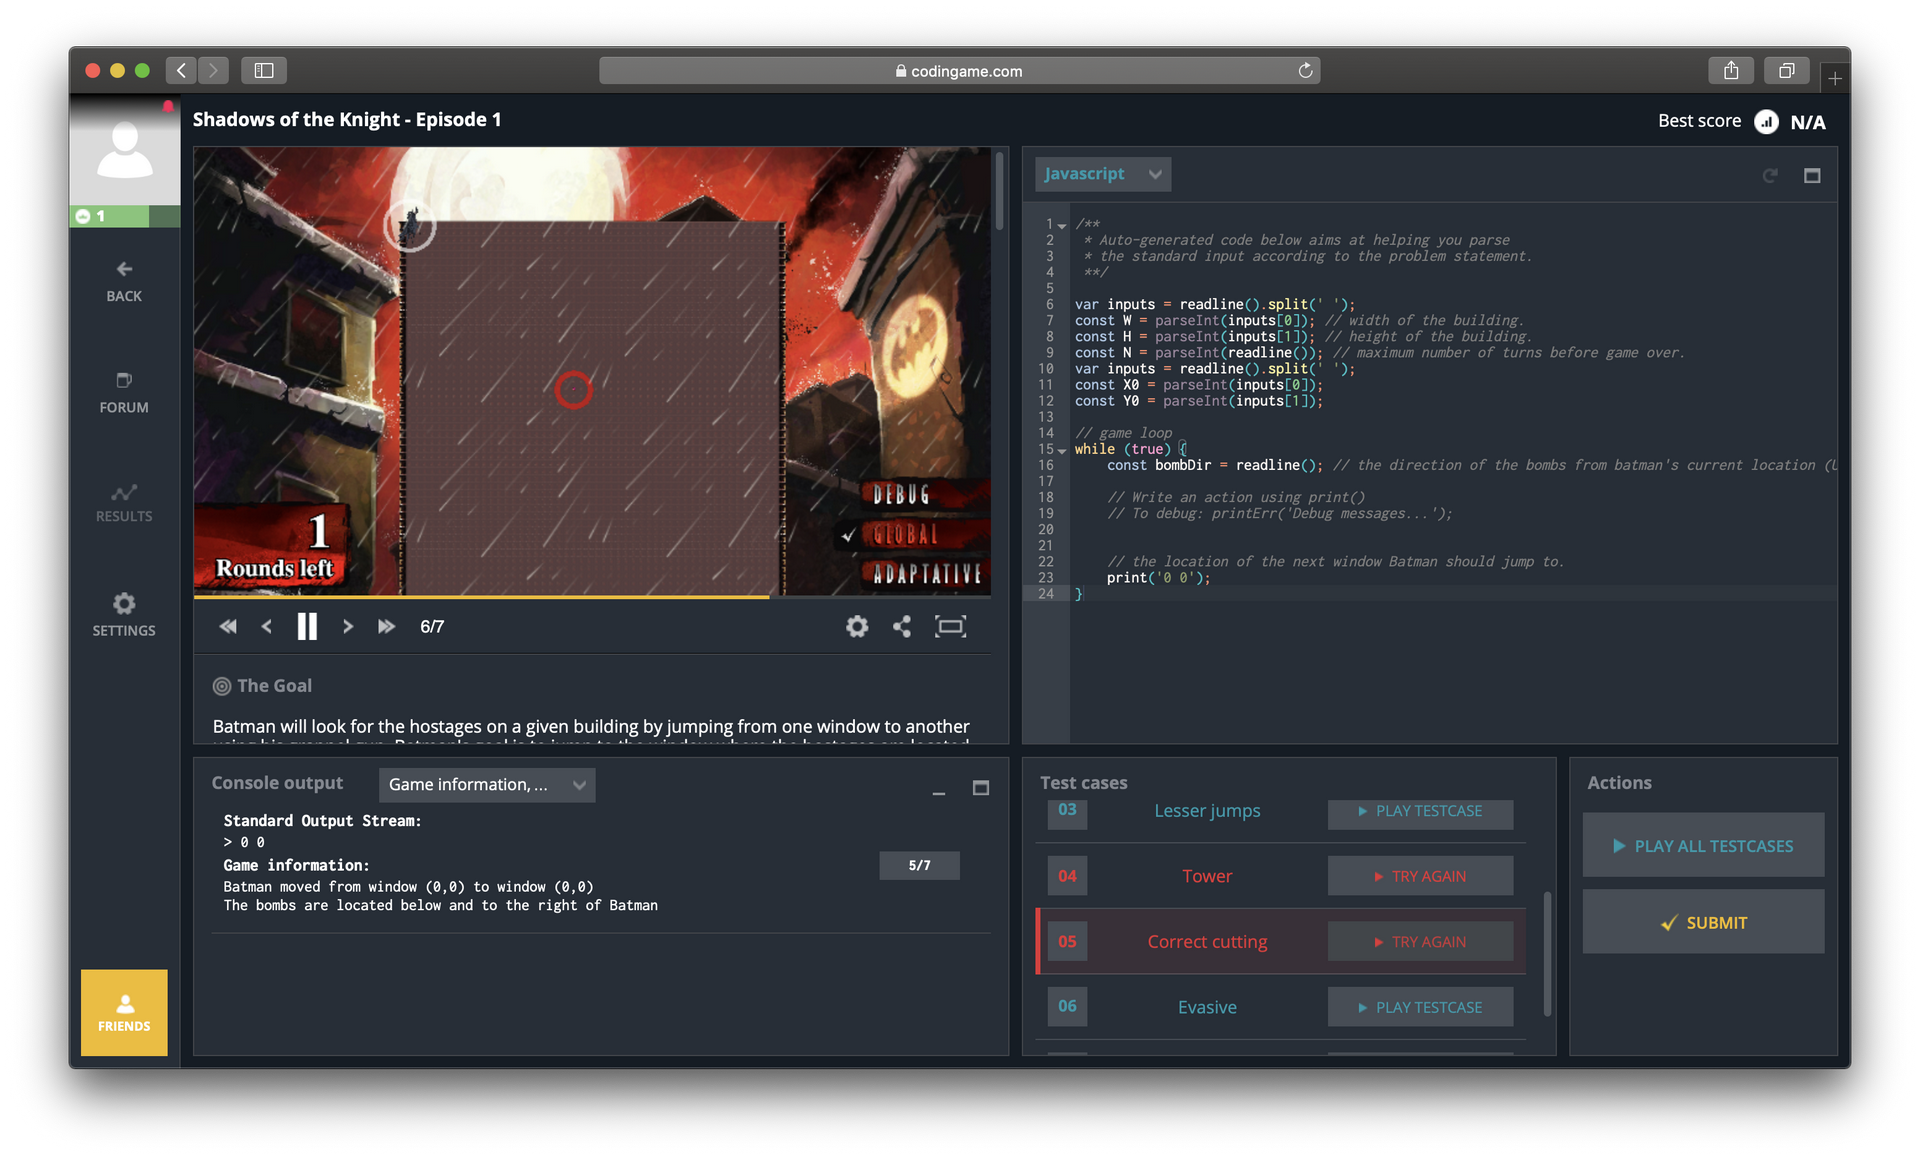 codingame.com
Shadows of the Knight - Episode 1
Best score N/A
1
BACK
FORUM
RESULTS
SETTINGS
FRIENDS
1
Rounds left
DEBUG
GLOBAL
ADAPTATIVE
6/7
The Goal
Batman will look for the hostages on a given building by jumping from one window to another
Javascript
1 /**
2 * Auto-generated code below aims at helping you parse
3 * the standard input according to the problem statement.
4 **/
5
6 var inputs = readline().split(' ');
7 const W = parseInt(inputs[0]); // width of the building.
8 const H = parseInt(inputs[1]); // height of the building.
9 const N = parseInt(readline()); // maximum number of turns before game over.
10 var inputs = readline().split(' ');
11 const X0 = parseInt(inputs[0]);
12 const Y0 = parseInt(inputs[1]);
13
14 // game loop
15 while (true) {
16 const bombDir = readline(); // the direction of the bombs from batman's current location (U
17
18 // Write an action using print()
19 // To debug: printErr('Debug messages...');
20
21
22 // the location of the next window Batman should jump to.
23 print('0 0');
24 }
Console output
Game information, ...
Standard Output Stream:
> 0 0
Game information:
5/7
Batman moved from window (0,0) to window (0,0)
The bombs are located below and to the right of Batman
Test cases
03 Lesser jumps PLAY TESTCASE
04 Tower TRY AGAIN
05 Correct cutting TRY AGAIN
06 Evasive PLAY TESTCASE
Actions
PLAY ALL TESTCASES
SUBMIT